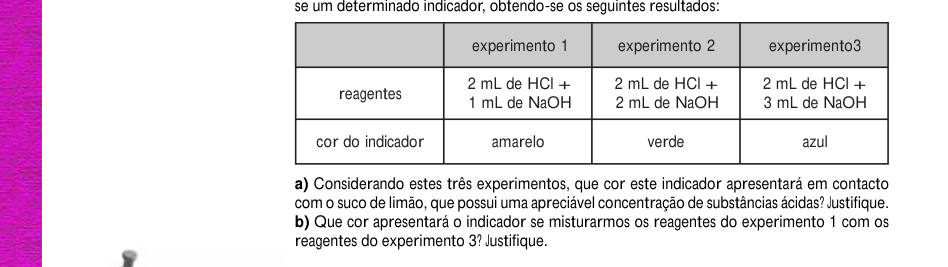 se um determinado indicador, obtendo-se os seguintes resultados:
experimento 1 experimento 2 experimento3
reagentes
2 mL de HCl + 2 mL de HCl + 2 mL de HCl +
1 mL de NaOH 2 mL de NaOH 3 mL de NaOH
cor do indicador amarelo verde azul
a) Considerando estes três experimentos, que cor este indicador apresentará em contacto
com o suco de limão, que possui uma apreciável concentração de substâncias ácidas? Justifique.
b) Que cor apresentará o indicador se misturarmos os reagentes do experimento 1 com os
reagentes do experimento 3? Justifique.